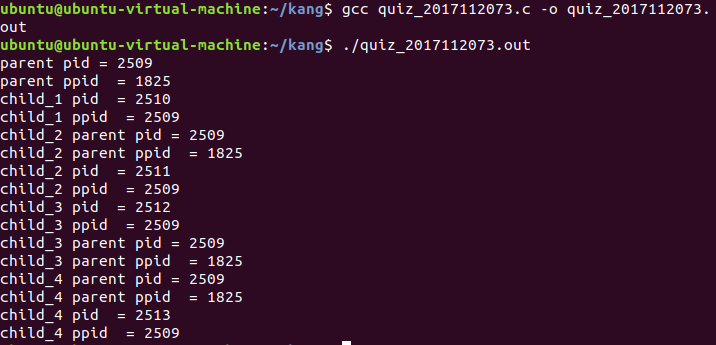 ubuntu@ubuntu-virtual-machine:~/kang$ gcc quiz_2017112073.c -o quiz_2017112073.
out
ubuntu@ubuntu-virtual-machine:~/kang$ ./quiz_2017112073.out
parent pid = 2509
parent ppid  = 1825
child_1 pid  = 2510
child_1 ppid  = 2509
child_2 parent pid = 2509
child_2 parent ppid  = 1825
child_2 pid  = 2511
child_2 ppid  = 2509
child_3 pid  = 2512
child_3 ppid  = 2509
child_3 parent pid = 2509
child_3 parent ppid  = 1825
child_4 parent pid = 2509
child_4 parent ppid  = 1825
child_4 pid  = 2513
child_4 ppid  = 2509